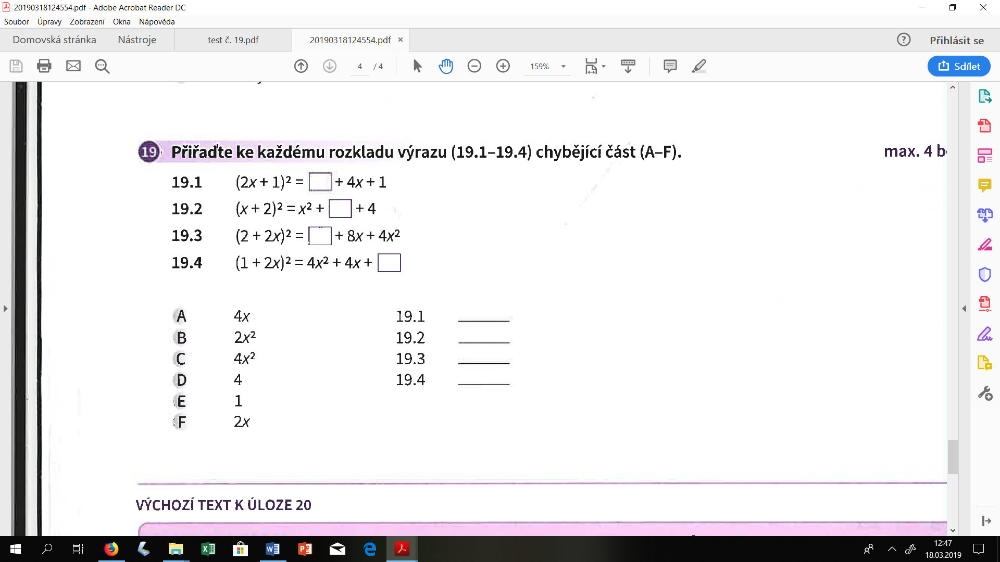 20190318124554.pdf - Adobe Acrobat Reader DC
Soubor Úpravy Zobrazení Okna Nápověda
Domovská stránka Nástroje test č. 19.pdf 20190318124554.pdf × Přihlásit se
4 / 4 159% Sdílet
19 Přiřaďte ke každému rozkladu výrazu (19.1–19.4) chybějící část (A–F). max. 4 b
19.1 (2x + 1)² = □ + 4x + 1
19.2 (x + 2)² = x² + □ + 4
19.3 (2 + 2x)² = □ + 8x + 4x²
19.4 (1 + 2x)² = 4x² + 4x + □
A 4x 19.1
B 2x² 19.2
C 4x² 19.3
D 4 19.4
E 1
F 2x
VÝCHOZÍ TEXT K ÚLOZE 20
12:47
18.03.2019